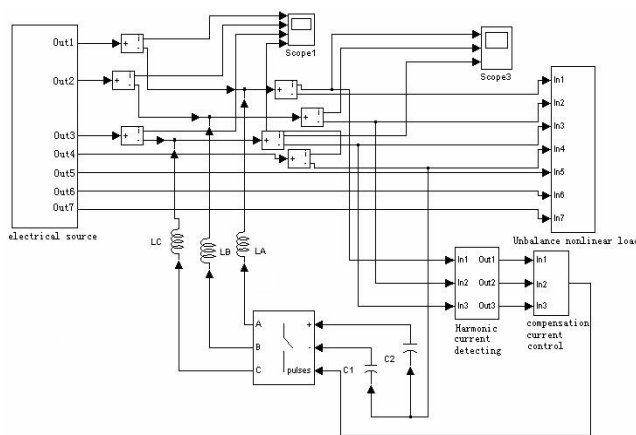 Out1
Out2
Out3
Out4
Out5
Out6
Out7
electrical source
+
i
-
+
i
-
+
i
-
Scope1
Scope3
+
i
-
+
i
-
+
i
-
+
i
-
In1
In2
In3
In4
In5
In6
In7
Unbalance nonlinear load
LC
LB
LA
A
B
C
+
-
pulses
C1
C2
In1
In2
In3
Out1
Out2
Out3
Harmonic
current
detecting
In1
In2
In3
compensation
current
control